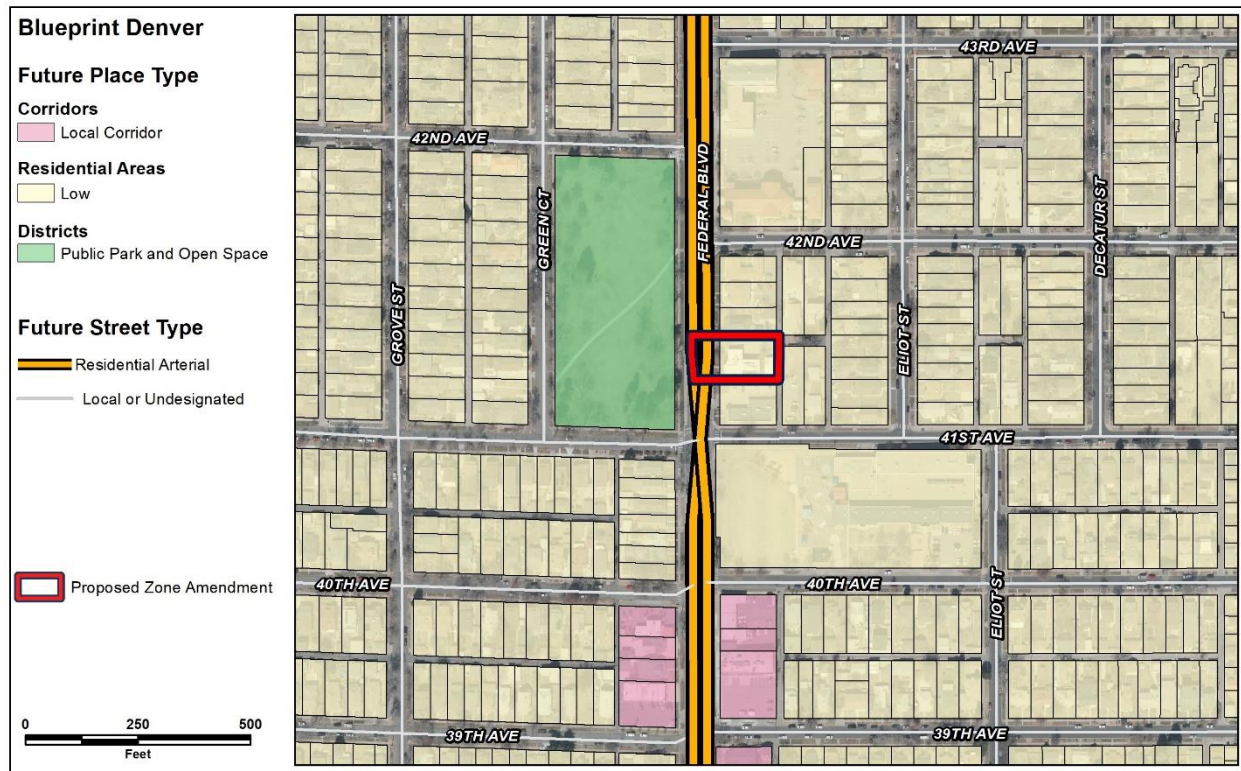 Blueprint Denver
Future Place Type
Corridors
Local Corridor
Residential Areas
Low
Districts
Public Park and Open Space
Future Street Type
Residential Arterial
Local or Undesignated
Proposed Zone Amendment
0 250 500
Feet
43RD AVE
42ND AVE
FEDERAL BLVD
GREEN CT
GROVE ST
42ND AVE
DECATUR ST
ELIOT ST
41ST AVE
40TH AVE
40TH AVE
ELIOT ST
39TH AVE
39TH AVE